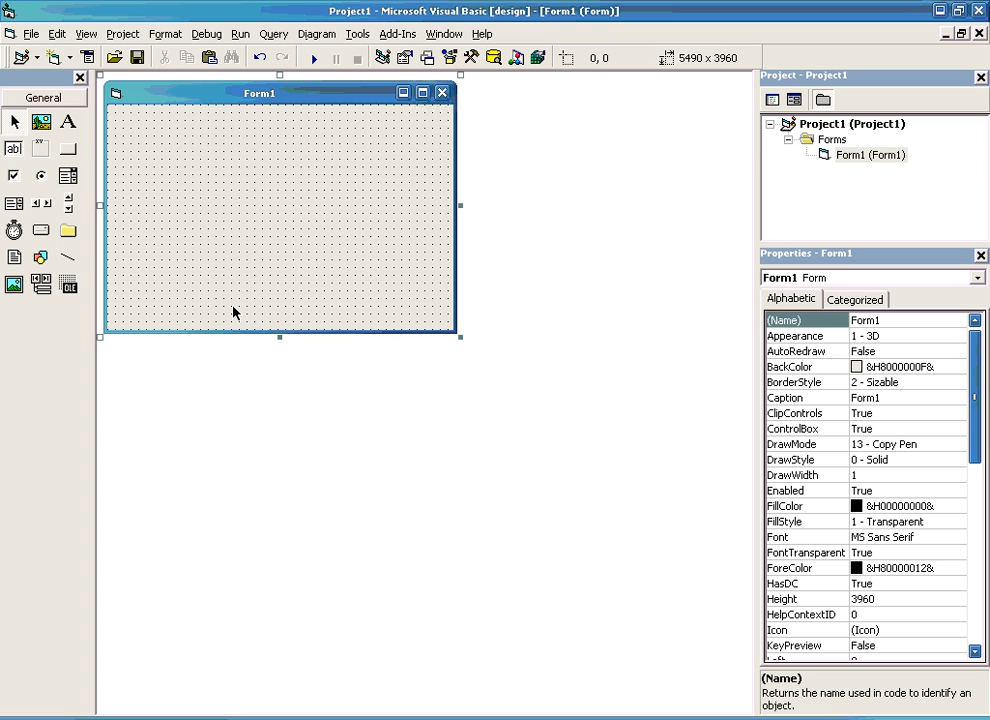 Project1 - Microsoft Visual Basic [design] - [Form1 (Form)]
File Edit View Project Format Debug Run Query Diagram Tools Add-Ins Window Help
0, 0
5490 x 3960
General
A
ab
xy
OLE
Form1
Project - Project1
Project1 (Project1)
Forms
Form1 (Form1)
Properties - Form1
Form1 Form
Alphabetic Categorized
(Name) Form1
Appearance 1 - 3D
AutoRedraw False
BackColor &H8000000F&
BorderStyle 2 - Sizable
Caption Form1
ClipControls True
ControlBox True
DrawMode 13 - Copy Pen
DrawStyle 0 - Solid
DrawWidth 1
Enabled True
FillColor &H00000000&
FillStyle 1 - Transparent
Font MS Sans Serif
FontTransparent True
ForeColor &H80000012&
HasDC True
Height 3960
HelpContextID 0
Icon (Icon)
KeyPreview False
(Name)
Returns the name used in code to identify an
object.